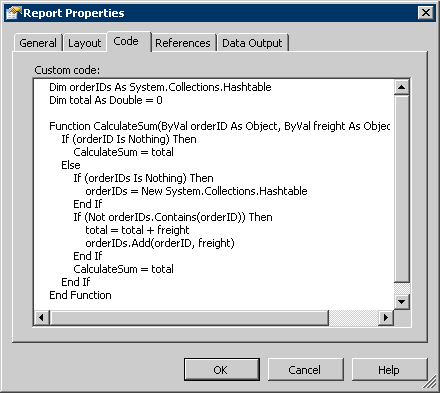 Report Properties
General Layout Code References Data Output
Custom code:
Dim orderIDs As System.Collections.Hashtable
Dim total As Double = 0
Function CalculateSum(ByVal orderID As Object, ByVal freight As Objec
If (orderID Is Nothing) Then
CalculateSum = total
Else
If (orderIDs Is Nothing) Then
orderIDs = New System.Collections.Hashtable
End If
If (Not orderIDs.Contains(orderID)) Then
total = total + freight
orderIDs.Add(orderID, freight)
End If
CalculateSum = total
End If
End Function
OK Cancel Help